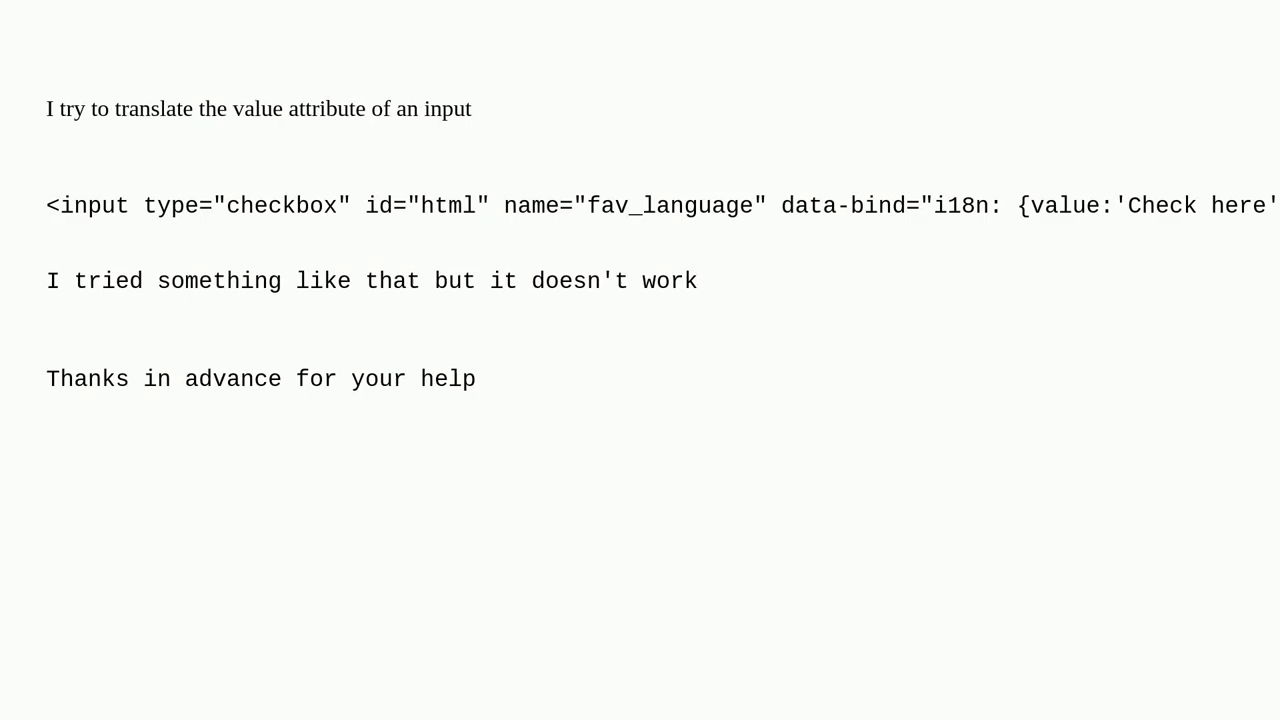 I try to translate the value attribute of an input
<input type="checkbox" id="html" name="fav_language" data-bind="i18n: {value:'Check here'
I tried something like that but it doesn't work
Thanks in advance for your help